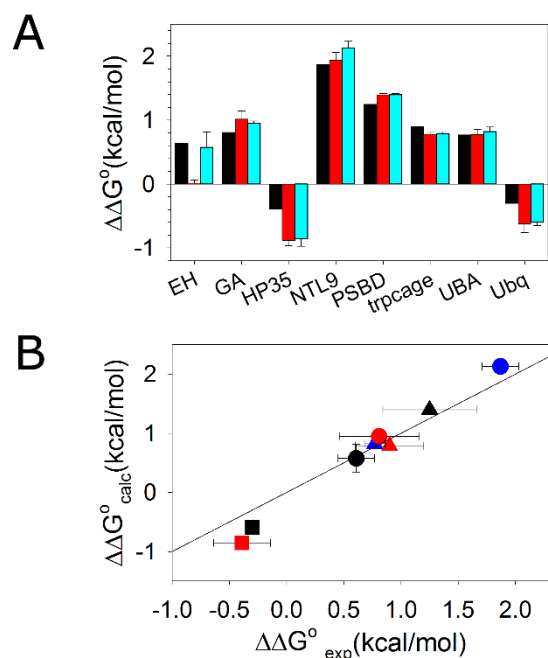 A
ΔΔG°(kcal/mol)
2
1
0
-1
EH GA HP35 NTL9 PSBD trpcage UBA Ubq
B
ΔΔG°calc(kcal/mol)
2
1
0
-1
-1.0 -0.5 0.0 0.5 1.0 1.5 2.0
ΔΔG°exp(kcal/mol)